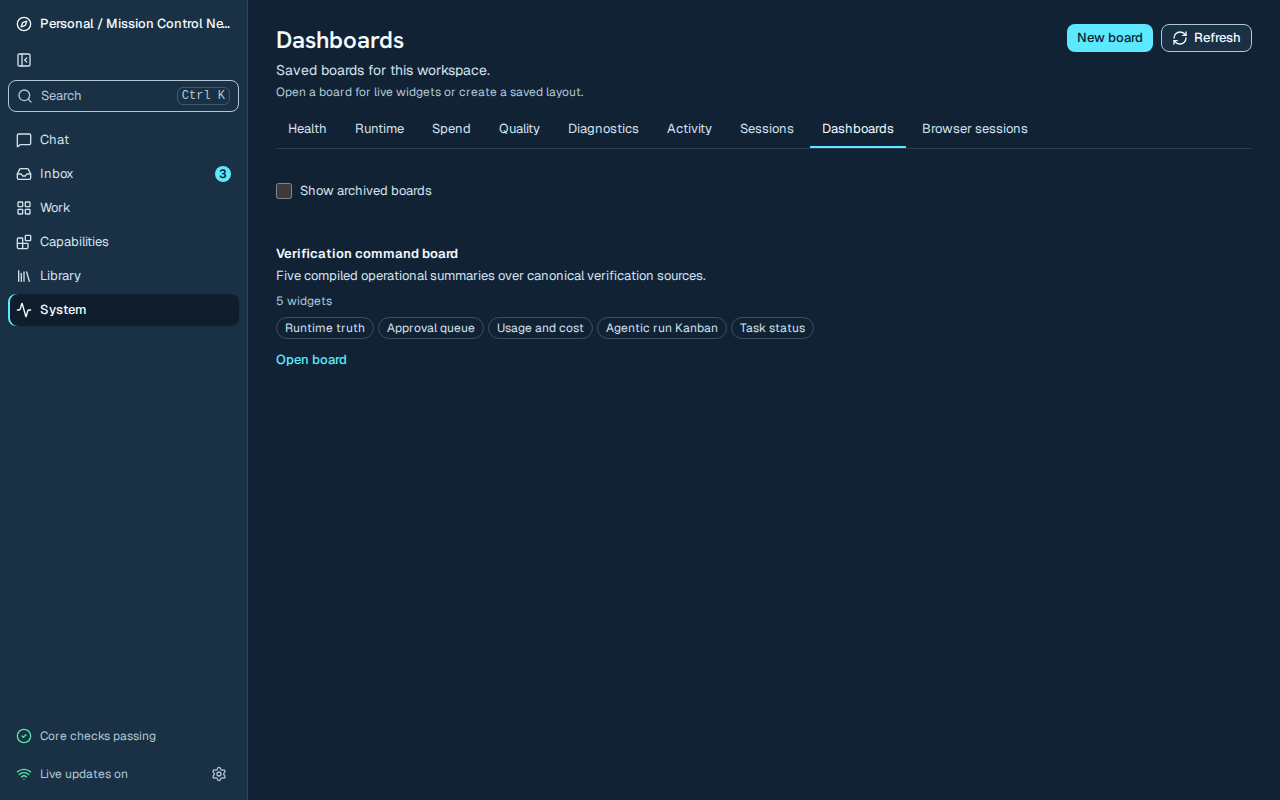 Personal / Mission Control Ne…
Search
Ctrl K
Chat
Inbox
3
Work
Capabilities
Library
System
Core checks passing
Live updates on
Dashboards
Saved boards for this workspace.
Open a board for live widgets or create a saved layout.
New board
Refresh
Health
Runtime
Spend
Quality
Diagnostics
Activity
Sessions
Dashboards
Browser sessions
Show archived boards
Verification command board
Five compiled operational summaries over canonical verification sources.
5 widgets
Runtime truth
Approval queue
Usage and cost
Agentic run Kanban
Task status
Open board